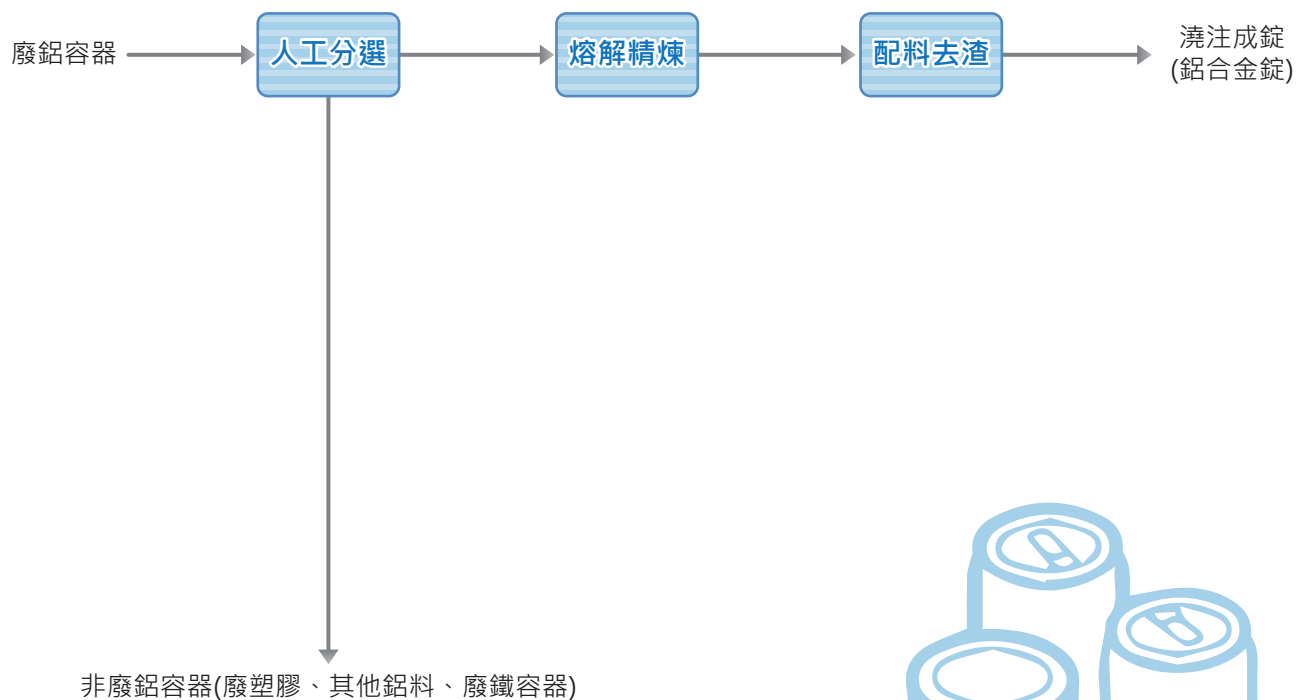 廢鋁容器
人工分選
熔解精煉
配料去渣
澆注成錠
(鋁合金錠)
非廢鋁容器(廢塑膠、其他鋁料、廢鐵容器)